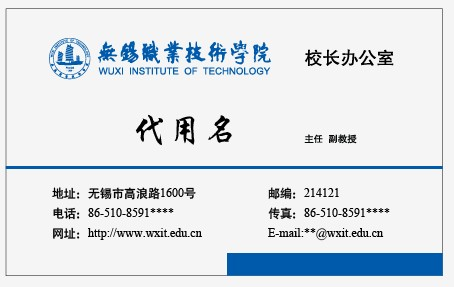 無錫職業技術學院
WUXI INSTITUTE OF TECHNOLOGY
校长办公室
代用名
主任 副教授
地址：无锡市高浪路1600号
邮编：214121
电话：86-510-8591****
传真：86-510-8591****
网址：http://www.wxit.edu.cn
E-mail:**@wxit.edu.cn